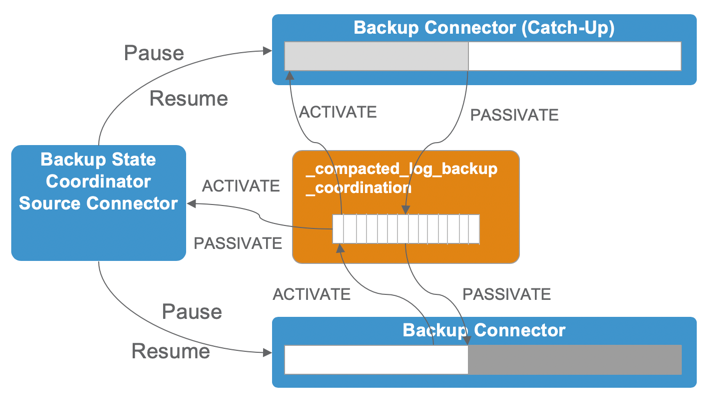 Backup Connector (Catch-Up)
Pause
Resume
ACTIVATE
PASSIVATE
Backup State
Coordinator
Source Connector
ACTIVATE
PASSIVATE
_compacted_log_backup
_coordination
ACTIVATE
PASSIVATE
Pause
Resume
Backup Connector